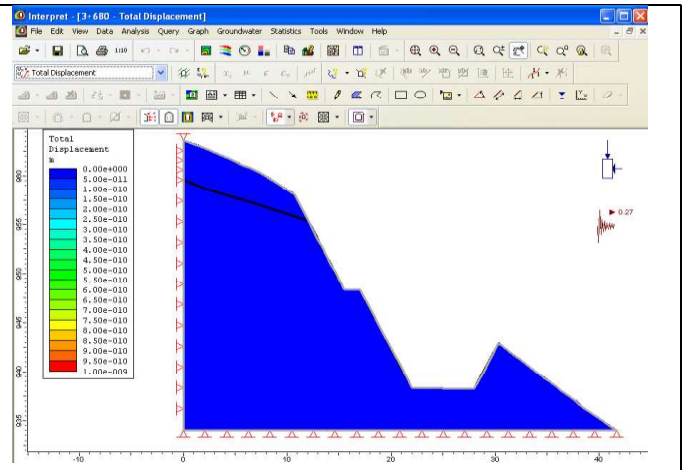 Interpret - [3+680 - Total Displacement]
File Edit View Data Analysis Query Graph Groundwater Statistics Tools Window Help
1:10
Total Displacement
Total
Displacement
m
0.00e+000
5.00e-011
1.00e-010
1.50e-010
2.00e-010
2.50e-010
3.00e-010
3.50e-010
4.00e-010
4.50e-010
5.00e-010
5.50e-010
6.00e-010
6.50e-010
7.00e-010
7.50e-010
8.00e-010
8.50e-010
9.00e-010
9.50e-010
1.00e-009
0.27
960
955
950
945
940
935
-10 0 10 20 30 40